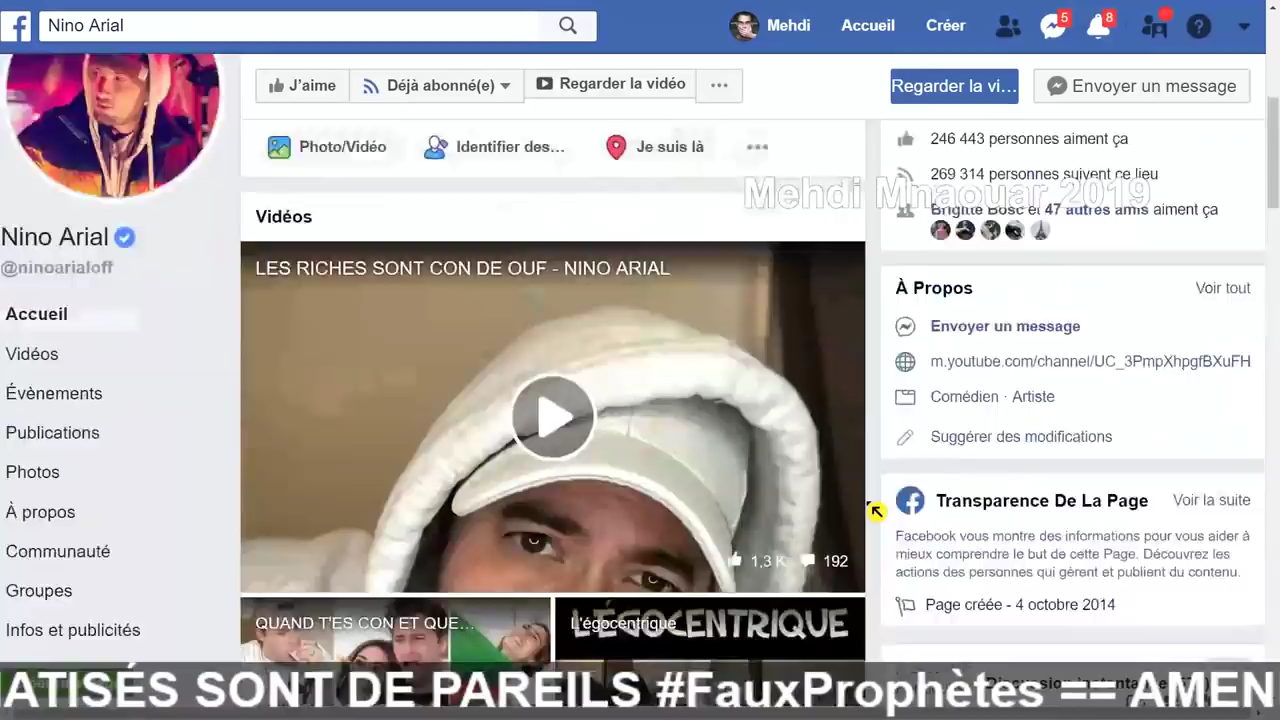 Nino Arial
Mehdi
Accueil
Créer
5
8
J'aime
Déjà abonné(e)
Regarder la vidéo
Regarder la vi...
Envoyer un message
Photo/Vidéo
Identifier des...
Je suis là
246 443 personnes aiment ça
269 314 personnes suivent ce lieu
Mehdi Mnaouar 2019
Brigitte Bosc et 47 autres amis aiment ça
Nino Arial
@ninoarialoff
Accueil
Vidéos
Évènements
Publications
Photos
À propos
Communauté
Groupes
Infos et publicités
Vidéos
LES RICHES SONT CON DE OUF - NINO ARIAL
1,3 K
192
QUAND T'ES CON ET QUE...
L'égocentrique
L'ÉGOCENTRIQUE
À Propos
Voir tout
Envoyer un message
m.youtube.com/channel/UC_3PmpXhpgfBXuFH
Comédien · Artiste
Suggérer des modifications
Transparence De La Page
Voir la suite
Facebook vous montre des informations pour vous aider à
mieux comprendre le but de cette Page. Découvrez les
actions des personnes qui gèrent et publient du contenu.
Page créée - 4 octobre 2014
ATISÉS SONT DE PAREILS #FauxProphètes == AMEN